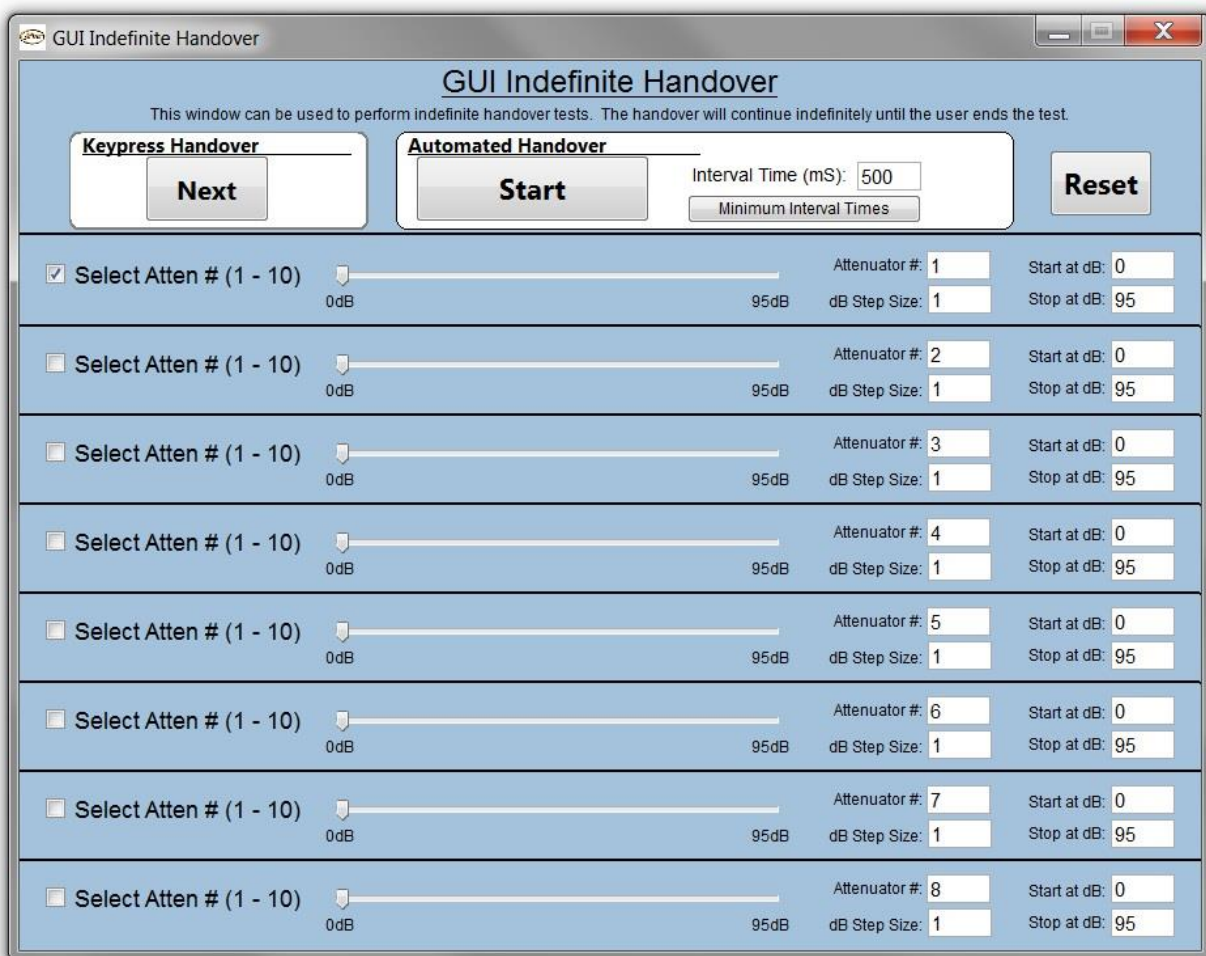 GUI Indefinite Handover
GUI Indefinite Handover
This window can be used to perform indefinite handover tests. The handover will continue indefinitely until the user ends the test.
Keypress Handover
Next
Automated Handover
Start
Interval Time (mS): 500
Minimum Interval Times
Reset
Select Atten # (1 - 10)
0dB 95dB
Attenuator #: 1
dB Step Size: 1
Start at dB: 0
Stop at dB: 95
Select Atten # (1 - 10)
0dB 95dB
Attenuator #: 2
dB Step Size: 1
Start at dB: 0
Stop at dB: 95
Select Atten # (1 - 10)
0dB 95dB
Attenuator #: 3
dB Step Size: 1
Start at dB: 0
Stop at dB: 95
Select Atten # (1 - 10)
0dB 95dB
Attenuator #: 4
dB Step Size: 1
Start at dB: 0
Stop at dB: 95
Select Atten # (1 - 10)
0dB 95dB
Attenuator #: 5
dB Step Size: 1
Start at dB: 0
Stop at dB: 95
Select Atten # (1 - 10)
0dB 95dB
Attenuator #: 6
dB Step Size: 1
Start at dB: 0
Stop at dB: 95
Select Atten # (1 - 10)
0dB 95dB
Attenuator #: 7
dB Step Size: 1
Start at dB: 0
Stop at dB: 95
Select Atten # (1 - 10)
0dB 95dB
Attenuator #: 8
dB Step Size: 1
Start at dB: 0
Stop at dB: 95